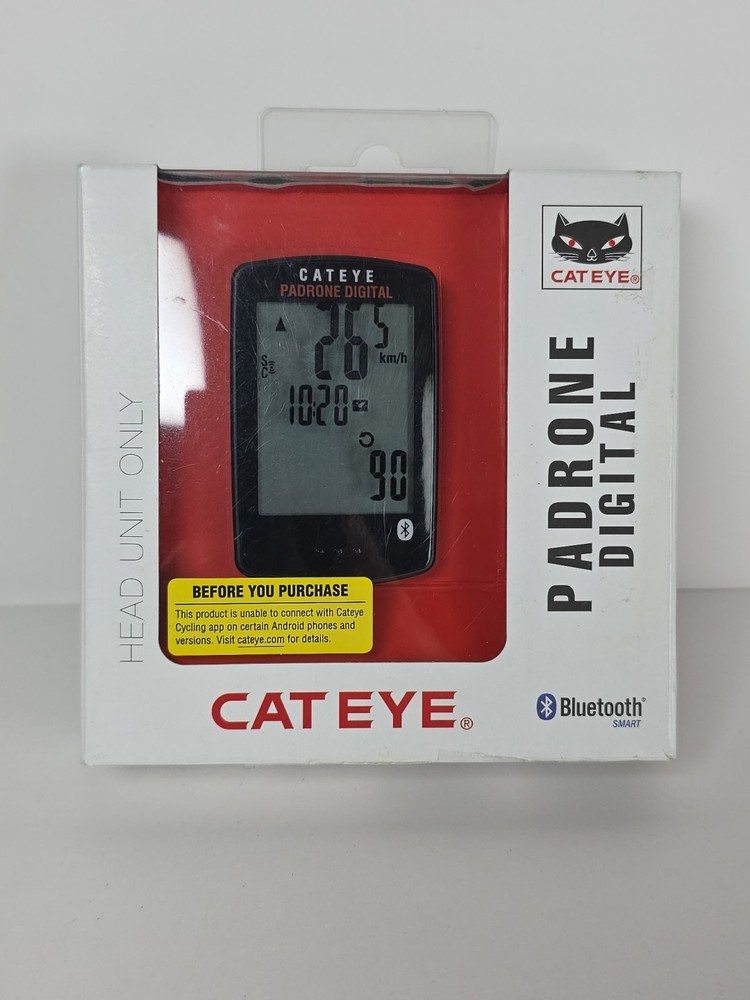 CATEYE®
HEAD UNIT ONLY
CATEYE
PADRONE DIGITAL
26.5
km/h
SC
10:20
90
PADRONE
DIGITAL
BEFORE YOU PURCHASE
This product is unable to connect with Cateye
Cycling app on certain Android phones and
versions. Visit cateye.com for details.
CATEYE®
Bluetooth®
SMART